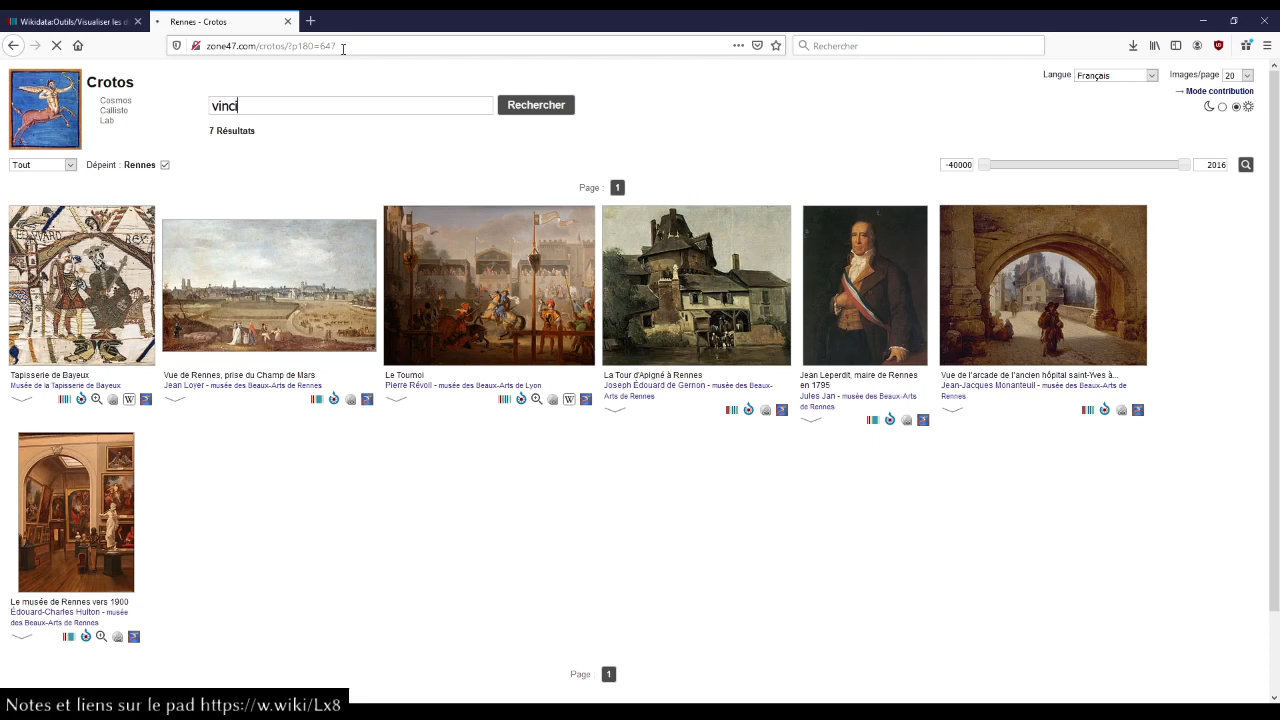 Wikidata:Outils/Visualiser les d
Rennes - Crotos
zone47.com/crotos/?p180=647
Rechercher
Crotos
Cosmos
Callisto
Lab
vinci
Rechercher
7 Résultats
Langue Français
Images/page 20
→ Mode contribution
Tout
Dépeint : Rennes
-40000
2016
Page : 1
Tapisserie de Bayeux
Musée de la Tapisserie de Bayeux
Vue de Rennes, prise du Champ de Mars
Jean Loyer - musée des Beaux-Arts de Rennes
Le Tournoi
Pierre Révoil - musée des Beaux-Arts de Lyon
La Tour d'Apigné à Rennes
Joseph Édouard de Gernon - musée des Beaux-
Arts de Rennes
Jean Leperdit, maire de Rennes
en 1795
Jules Jan - musée des Beaux-Arts
de Rennes
Vue de l'arcade de l'ancien hôpital saint-Yves à...
Jean-Jacques Monanteuil - musée des Beaux-Arts de
Rennes
Le musée de Rennes vers 1900
Édouard-Charles Hulton - musée
des Beaux-Arts de Rennes
Page : 1
Notes et liens sur le pad https://w.wiki/Lx8